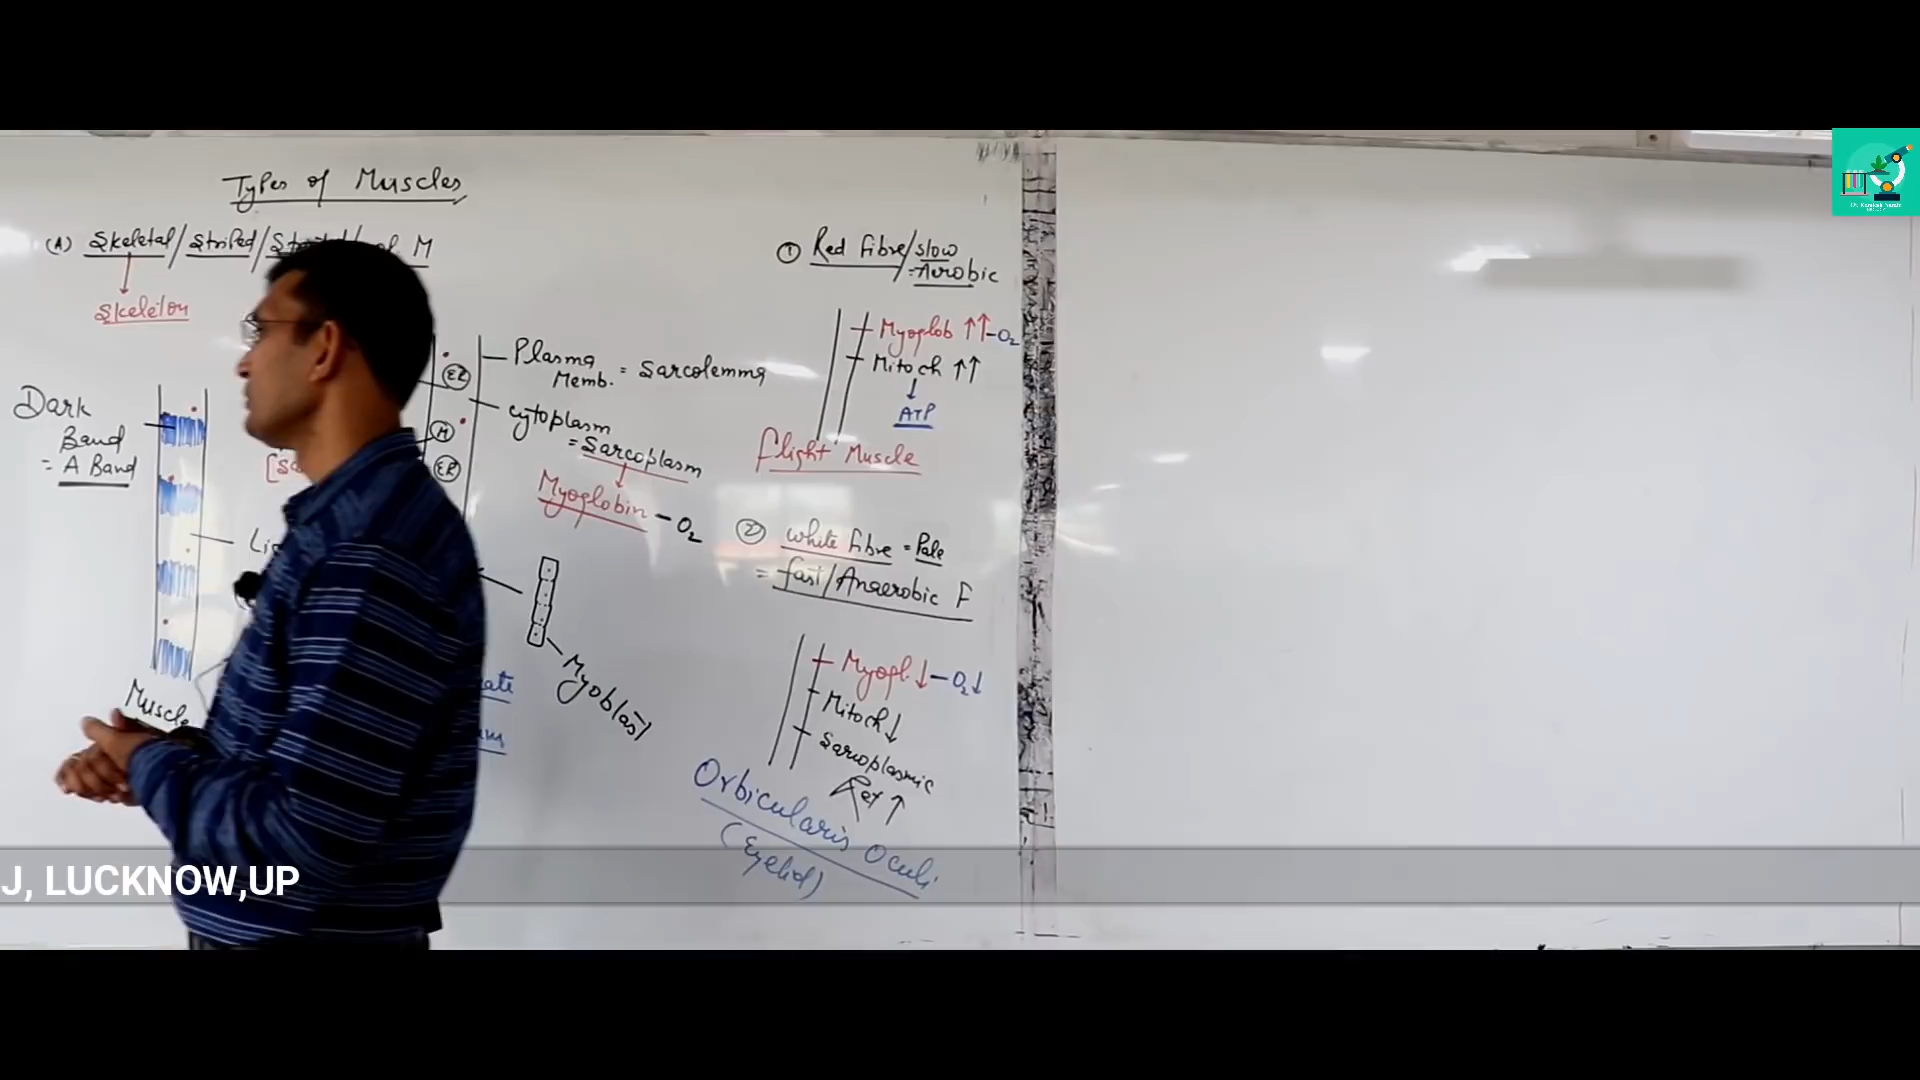 Types of Muscles
(A) Skeletal/Striped/ M
Skeleton
Dark
Band
= A Band
Muscle
ER
M
ER
Plasma
Memb. = Sarcolemma
Cytoplasm
= Sarcoplasm
Myoglobin - O₂
Myoblast
① Red fibre/slow
= Aerobic
Myoglob ↑↑-O₂
Mitoch ↑↑
↓
ATP
flight Muscle
② white fibre = Pale
= fast/Anaerobic F
Myogl.↓-O₂↓
Mitoch↓
Sarcoplasmic
Ret ↑
Orbicularis Oculi
(Eyelid)
J, LUCKNOW,UP